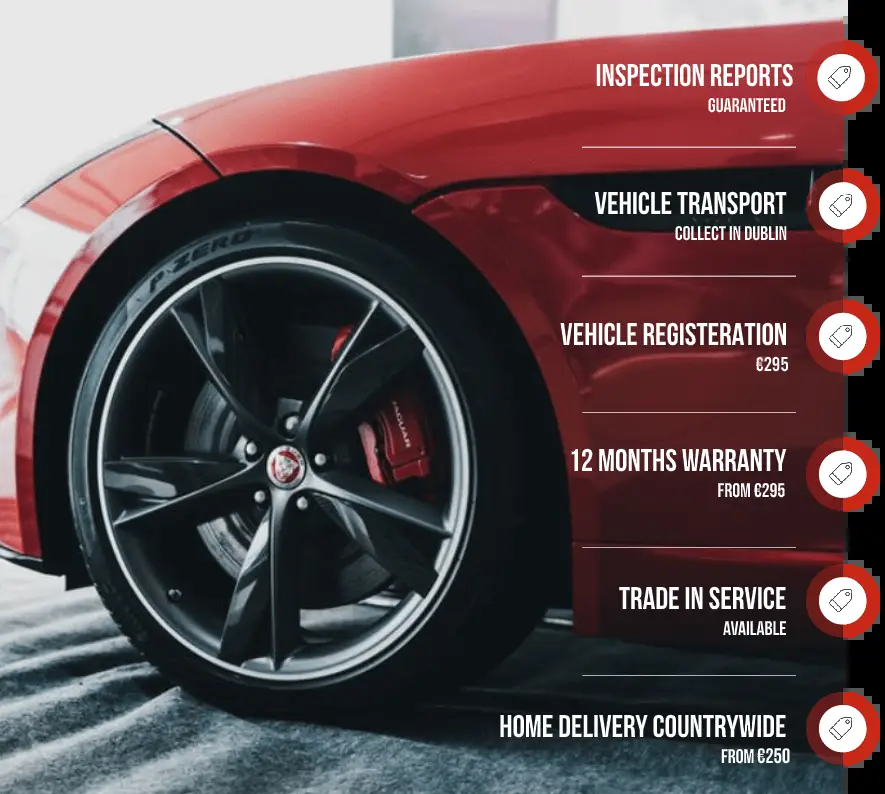 INSPECTION REPORTS
GUARANTEED
VEHICLE TRANSPORT
COLLECT IN DUBLIN
VEHICLE REGISTERATION
€295
12 MONTHS WARRANTY
FROM €295
TRADE IN SERVICE
AVAILABLE
HOME DELIVERY COUNTRYWIDE
FROM €250
P-ZERO
JAGUAR